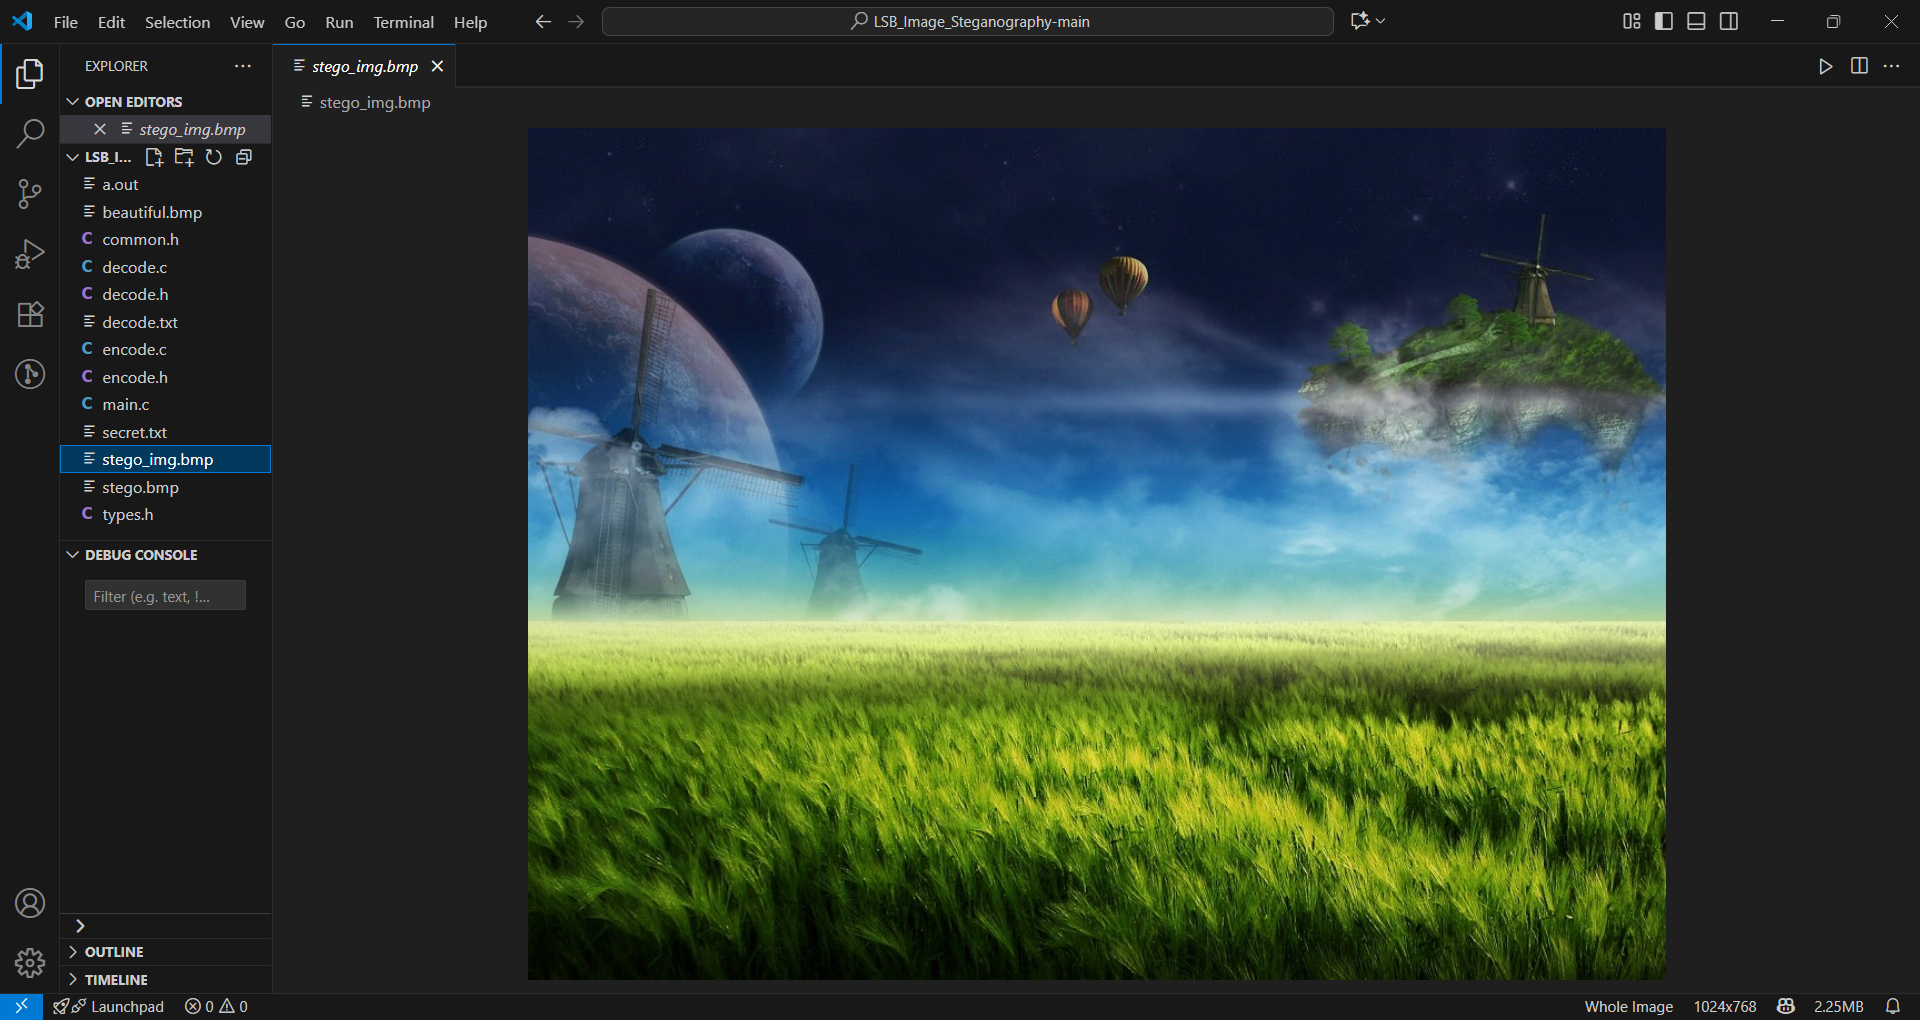 File Edit Selection View Go Run Terminal Help
LSB_Image_Steganography-main
EXPLORER
stego_img.bmp
OPEN EDITORS
stego_img.bmp
stego_img.bmp
LSB_I...
a.out
beautiful.bmp
common.h
decode.c
decode.h
decode.txt
encode.c
encode.h
main.c
secret.txt
stego_img.bmp
stego.bmp
types.h
DEBUG CONSOLE
Filter (e.g. text, !...
OUTLINE
TIMELINE
Launchpad 0 0 Whole Image 1024x768 2.25MB